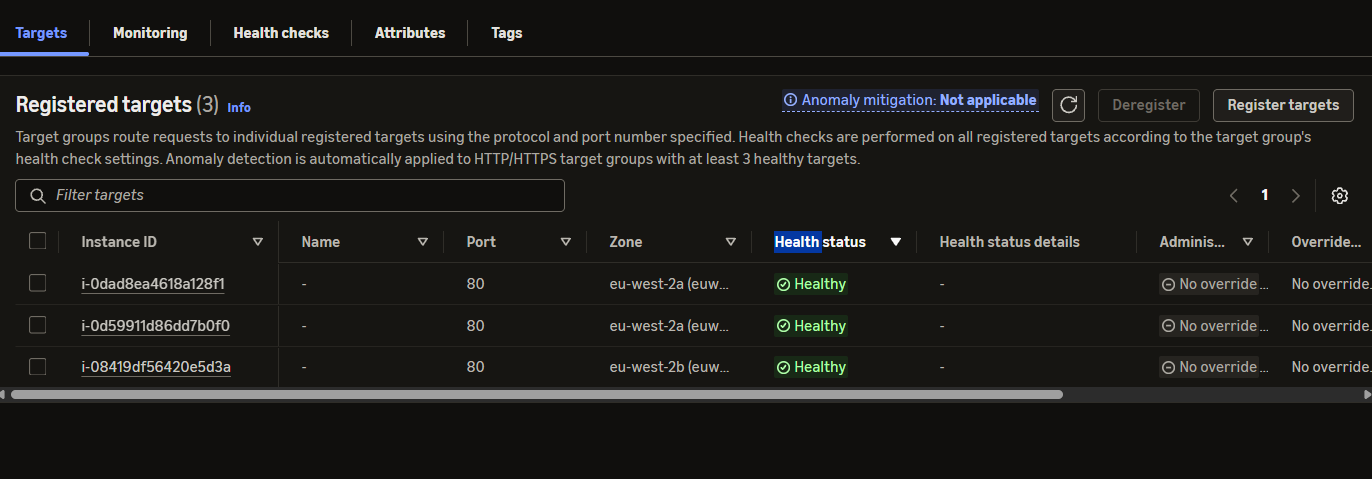 Targets Monitoring Health checks Attributes Tags
Registered targets (3) Info Anomaly mitigation: Not applicable Deregister Register targets
Target groups route requests to individual registered targets using the protocol and port number specified. Health checks are performed on all registered targets according to the target group's
health check settings. Anomaly detection is automatically applied to HTTP/HTTPS target groups with at least 3 healthy targets.
Filter targets 1
Instance ID Name Port Zone Health status Health status details Adminis... Override...
i-0dad8ea4618a128f1 - 80 eu-west-2a (euw... Healthy - No override ... No override.
i-0d59911d86dd7b0f0 - 80 eu-west-2a (euw... Healthy - No override ... No override.
i-08419df56420e5d3a - 80 eu-west-2b (euw... Healthy - No override ... No override.